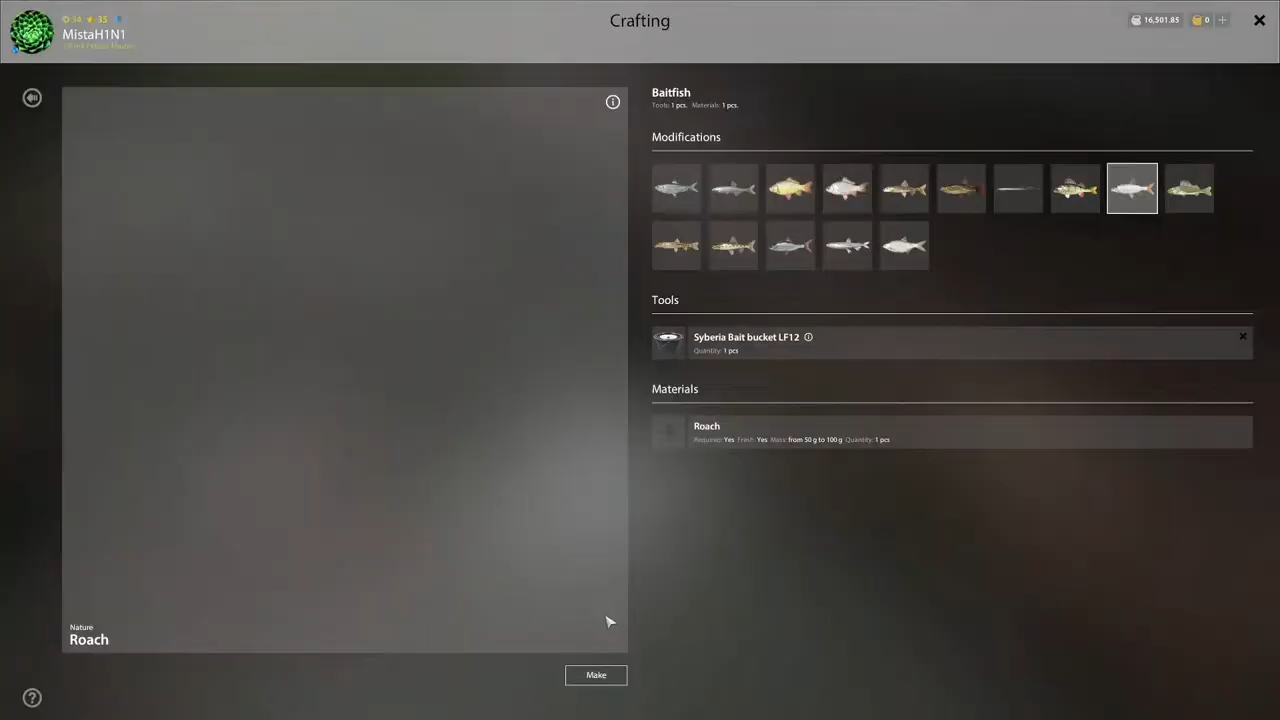 Crafting
34 35
MistaH1N1
16,501.85 0 +
Baitfish
Tools: 1 pcs. Materials: 1 pcs.
Modifications
Tools
Syberia Bait bucket LF12
Quantity: 1 pcs
Materials
Roach
Required: Yes Fresh: Yes Mass: from 50 g to 100 g Quantity: 1 pcs
Nature
Roach
Make
?